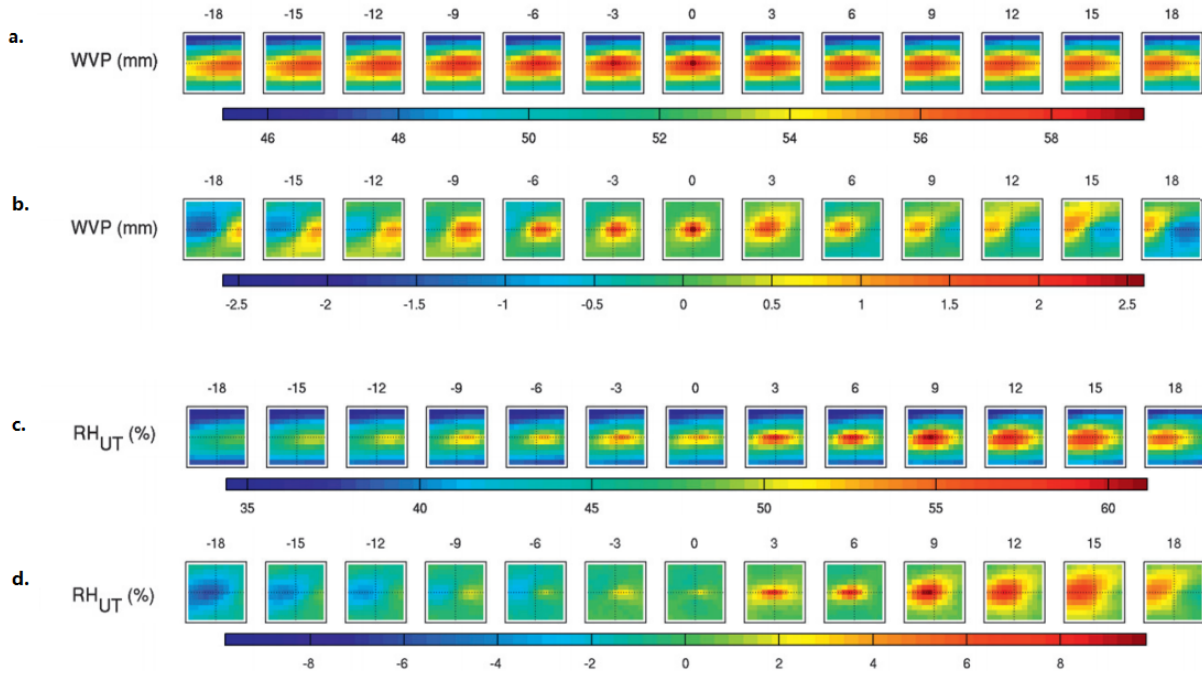 -18 -15 -12 -9 -6 -3 0 3 6 9 12 15 18
a.
WVP (mm)
46 48 50 52 54 56 58
-18 -15 -12 -9 -6 -3 0 3 6 9 12 15 18
b.
WVP (mm)
-2.5 -2 -1.5 -1 -0.5 0 0.5 1 1.5 2 2.5
-18 -15 -12 -9 -6 -3 0 3 6 9 12 15 18
c.
RHUT (%)
35 40 45 50 55 60
-18 -15 -12 -9 -6 -3 0 3 6 9 12 15 18
d.
RHUT (%)
-8 -6 -4 -2 0 2 4 6 8